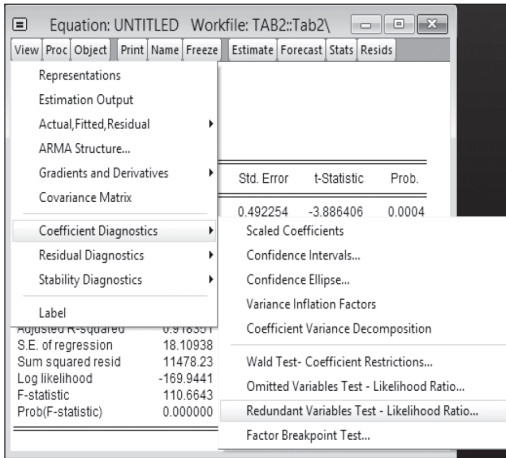 Equation: UNTITLED Workfile: TAB2::Tab2\
View Proc Object Print Name Freeze Estimate Forecast Stats Resids
Representations
Estimation Output
Actual,Fitted,Residual
ARMA Structure...
Gradients and Derivatives
Covariance Matrix
Coefficient Diagnostics
Residual Diagnostics
Stability Diagnostics
Label
Std. Error t-Statistic Prob.
0.492254 -3.886406 0.0004
Scaled Coefficients
Confidence Intervals...
Confidence Ellipse...
Variance Inflation Factors
Coefficient Variance Decomposition
Wald Test- Coefficient Restrictions...
Omitted Variables Test - Likelihood Ratio...
Redundant Variables Test - Likelihood Ratio...
Factor Breakpoint Test...
Adjusted R-squared 0.918351
S.E. of regression 18.10938
Sum squared resid 11478.23
Log likelihood -169.9441
F-statistic 110.6643
Prob(F-statistic) 0.000000